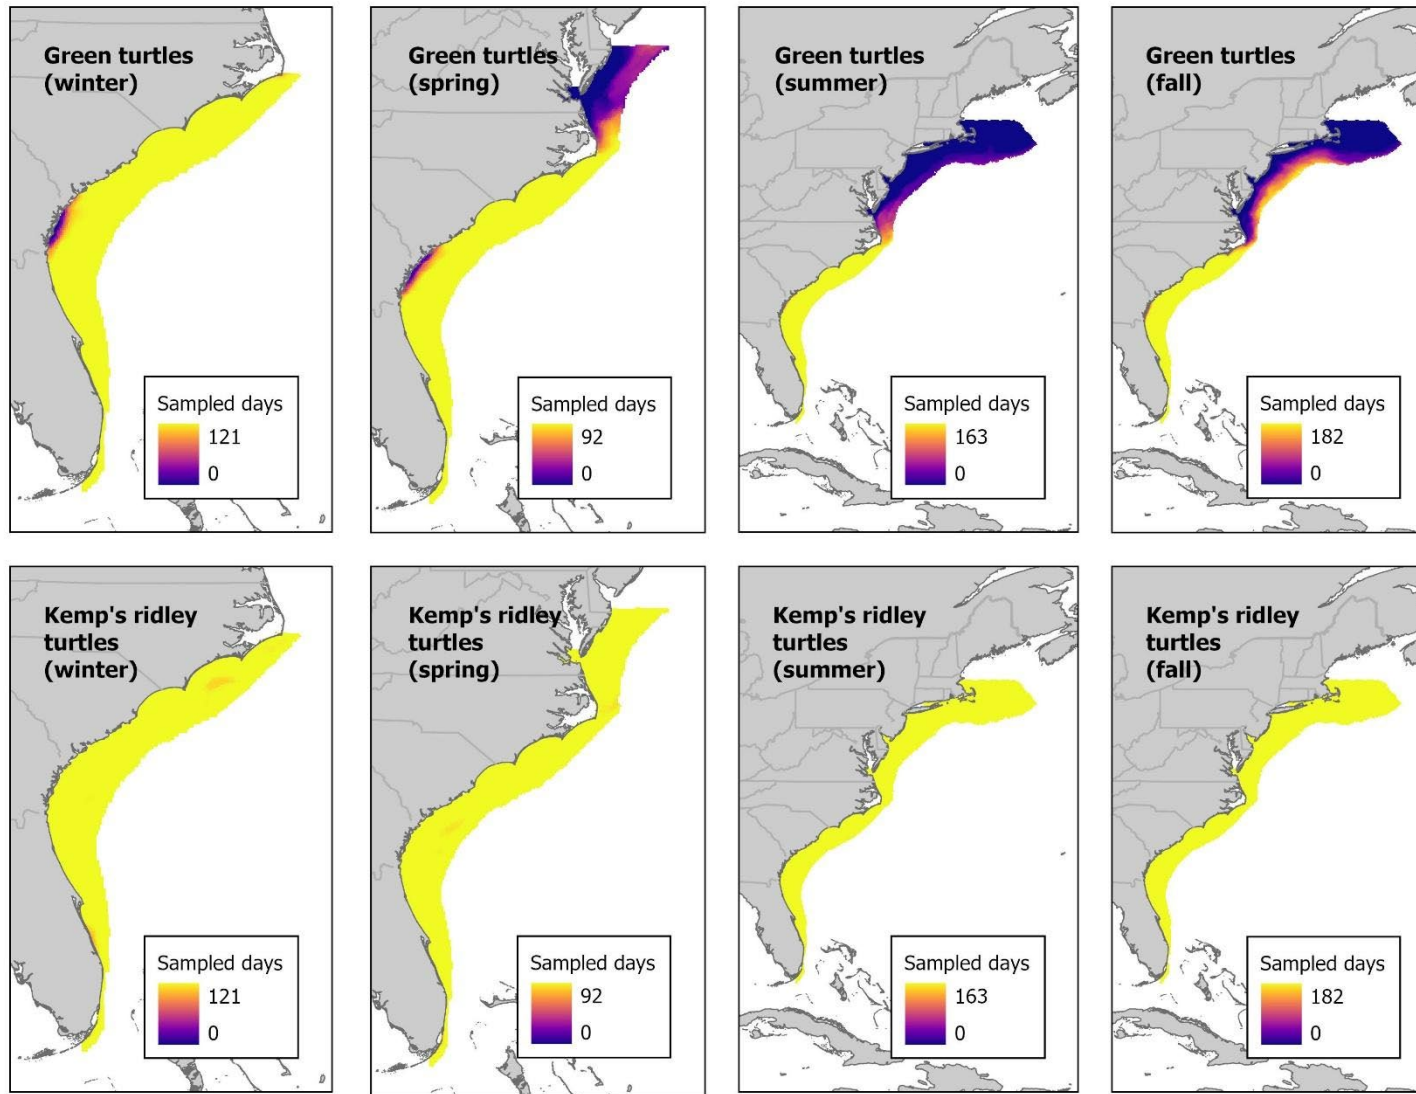 Green turtles
(winter)
Sampled days
121
0
Green turtles
(spring)
Sampled days
92
0
Green turtles
(summer)
Sampled days
163
0
Green turtles
(fall)
Sampled days
182
0
Kemp's ridley
turtles
(winter)
Sampled days
121
0
Kemp's ridley
turtles
(spring)
Sampled days
92
0
Kemp's ridley
turtles
(summer)
Sampled days
163
0
Kemp's ridley
turtles
(fall)
Sampled days
182
0